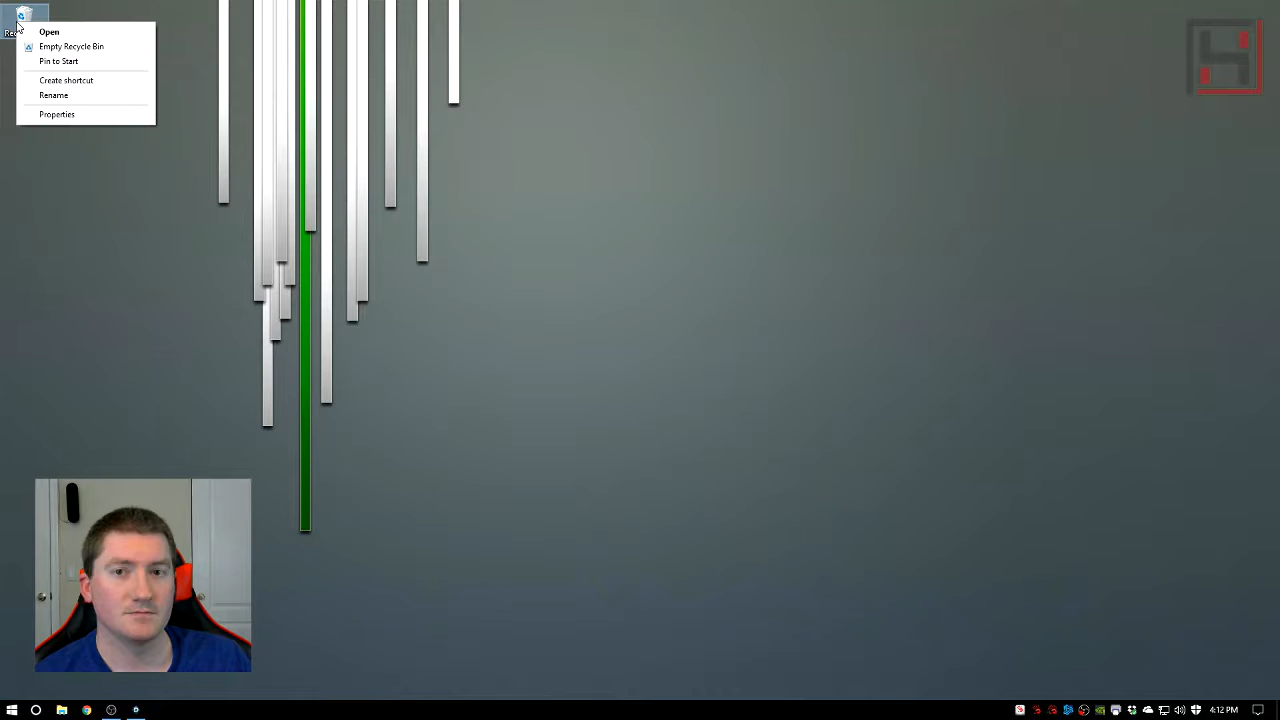 Open
Empty Recycle Bin
Pin to Start
Create shortcut
Rename
Properties
4:12 PM